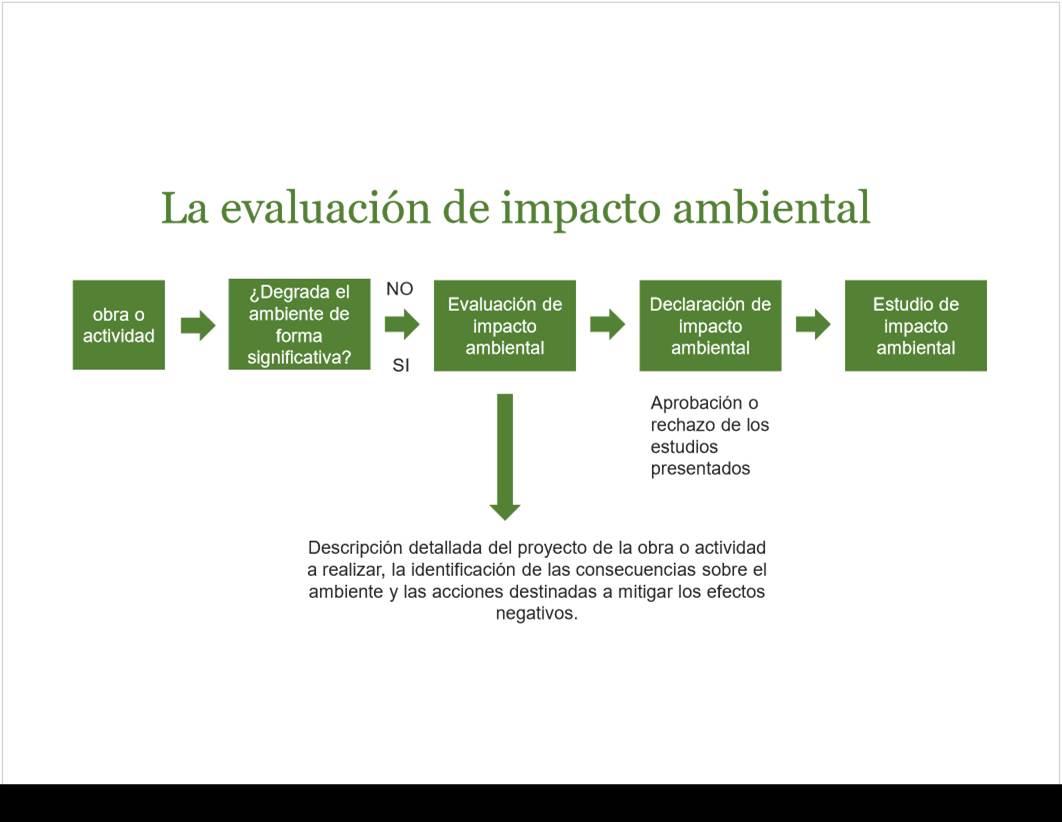 La evaluación de impacto ambiental
obra o
actividad
¿Degrada el
ambiente de
forma
significativa?
NO
SI
Evaluación de
impacto
ambiental
Declaración de
impacto
ambiental
Estudio de
impacto
ambiental
Aprobación o
rechazo de los
estudios
presentados
Descripción detallada del proyecto de la obra o actividad
a realizar, la identificación de las consecuencias sobre el
ambiente y las acciones destinadas a mitigar los efectos
negativos.